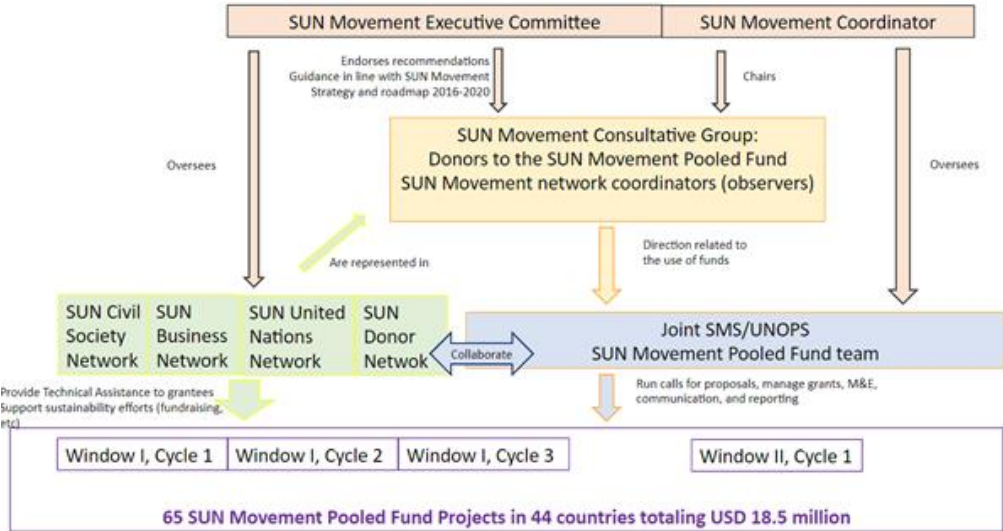 SUN Movement Executive Committee
SUN Movement Coordinator
Endorses recommendations
Guidance in line with SUN Movement
Strategy and roadmap 2016-2020
Chairs
SUN Movement Consultative Group:
Donors to the SUN Movement Pooled Fund
SUN Movement network coordinators (observers)
Oversees
Oversees
Are represented in
Direction related to
the use of funds
SUN Civil
Society
Network
SUN
Business
Network
SUN United
Nations
Network
SUN
Donor
Netwok
Collaborate
Joint SMS/UNOPS
SUN Movement Pooled Fund team
Provide Technical Assistance to grantees
Support sustainability efforts (fundraising,
etc)
Run calls for proposals, manage grants, M&E,
communication, and reporting
Window I, Cycle 1
Window I, Cycle 2
Window I, Cycle 3
Window II, Cycle 1
65 SUN Movement Pooled Fund Projects in 44 countries totaling USD 18.5 million